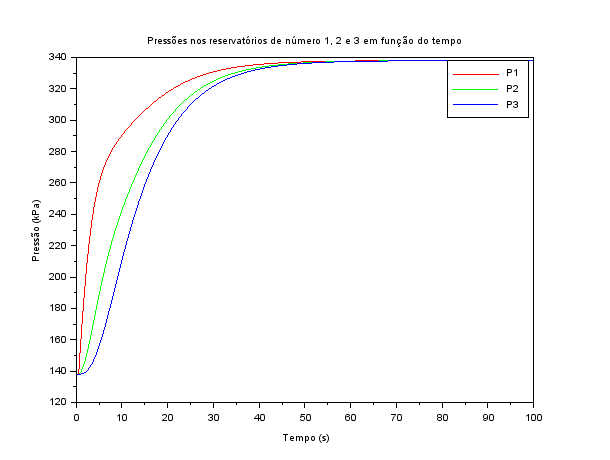 Pressões nos reservatórios de número 1, 2 e 3 em função do tempo
340
320
300
280
260
240
220
200
180
160
140
120
Pressão (kPa)
P1
P2
P3
0 10 20 30 40 50 60 70 80 90 100
Tempo (s)